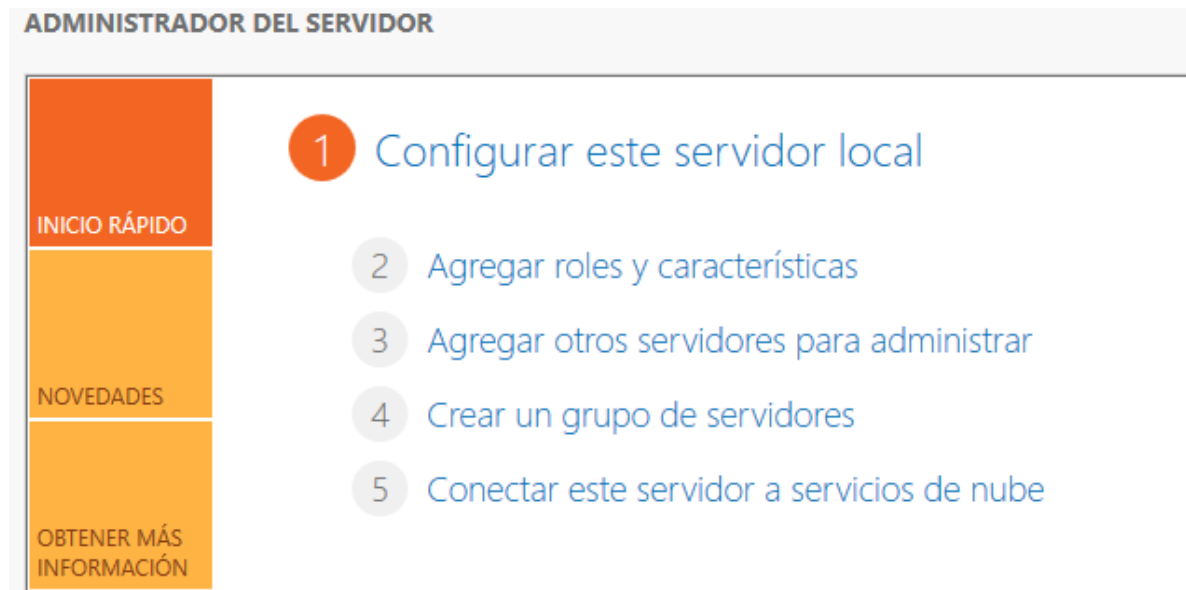 ADMINISTRADOR DEL SERVIDOR
INICIO RÁPIDO
NOVEDADES
OBTENER MÁS
INFORMACIÓN
1 Configurar este servidor local
2 Agregar roles y características
3 Agregar otros servidores para administrar
4 Crear un grupo de servidores
5 Conectar este servidor a servicios de nube